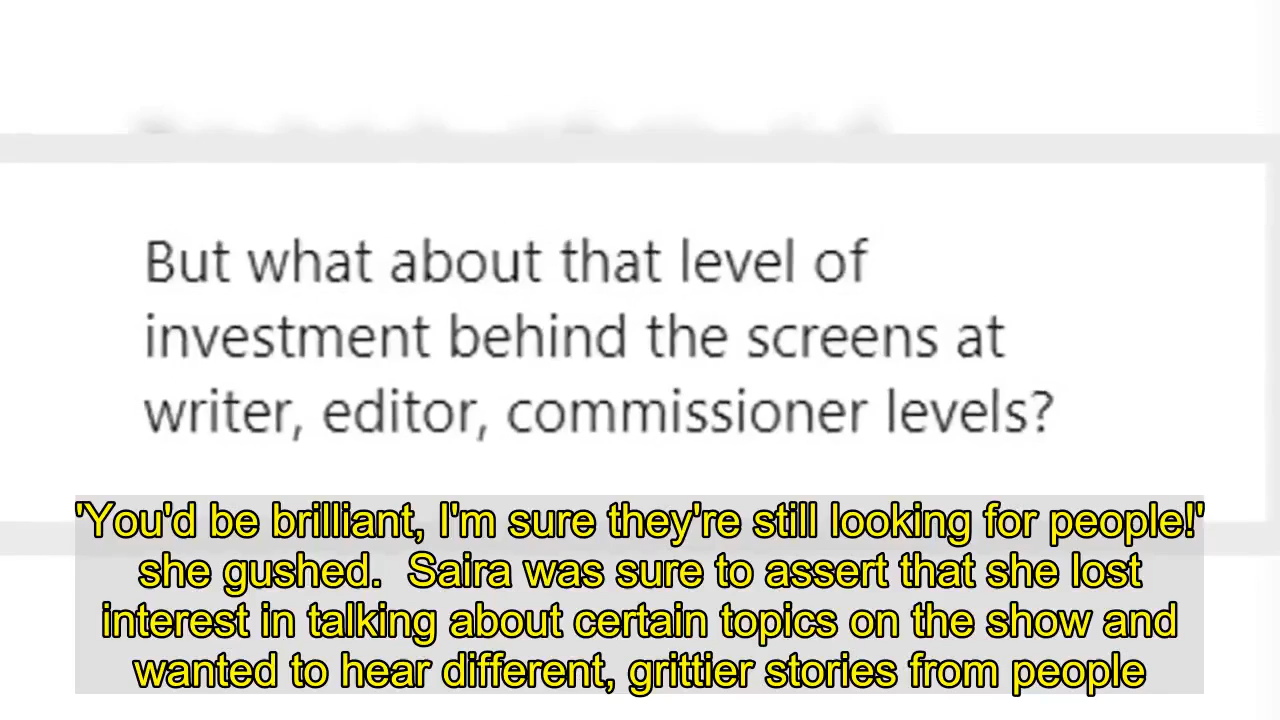 But what about that level of
investment behind the screens at
writer, editor, commissioner levels?
'You'd be brilliant, I'm sure they're still looking for people!'
she gushed.  Saira was sure to assert that she lost
interest in talking about certain topics on the show and
wanted to hear different, grittier stories from people